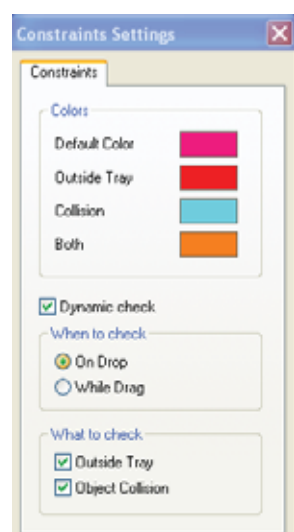 Constraints Settings
Constraints
Colors
Default Color
Outside Tray
Collision
Both
Dynamic check
When to check
On Drop
While Drag
What to check
Outside Tray
Object Collision